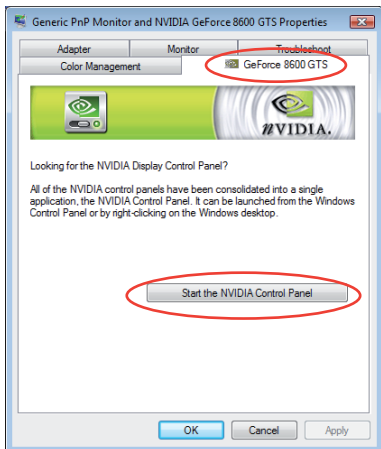 Generic PnP Monitor and NVIDIA GeForce 8600 GTS Properties
Adapter Monitor Troubleshoot
Color Management GeForce 8600 GTS
NVIDIA.
Looking for the NVIDIA Display Control Panel?
All of the NVIDIA control panels have been consolidated into a single
application, the NVIDIA Control Panel. It can be launched from the Windows
Control Panel or by right-clicking on the Windows desktop.
Start the NVIDIA Control Panel
OK Cancel Apply